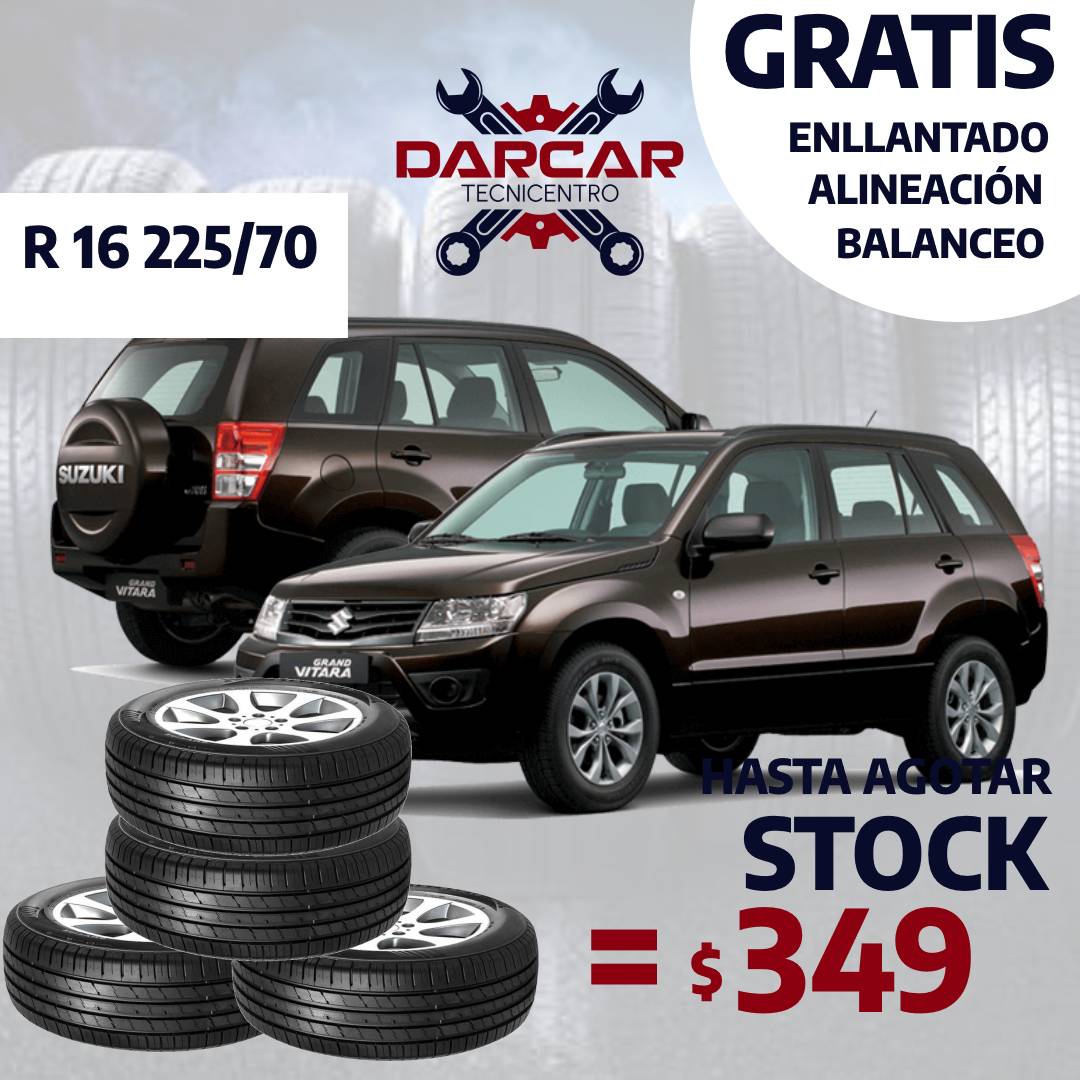 GRATIS
ENLLANTADO
ALINEACIÓN
BALANCEO
DARCAR
TECNICENTRO
R 16 225/70
SUZUKI
GRAND
VITARA
GRAND
VITARA
HASTA AGOTAR
STOCK
= $349